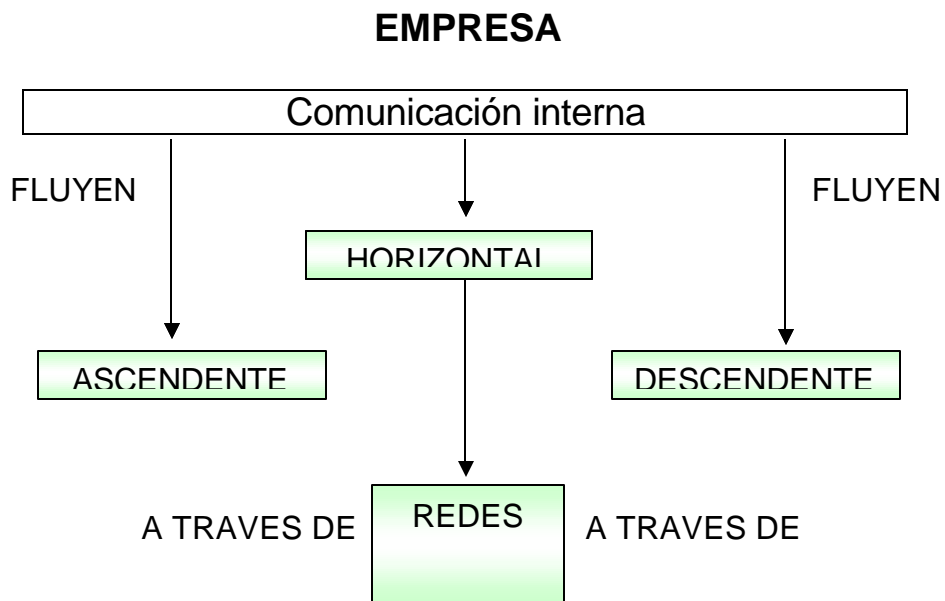 EMPRESA
Comunicación interna
FLUYEN
FLUYEN
HORIZONTAL
ASCENDENTE
DESCENDENTE
A TRAVES DE
REDES
A TRAVES DE